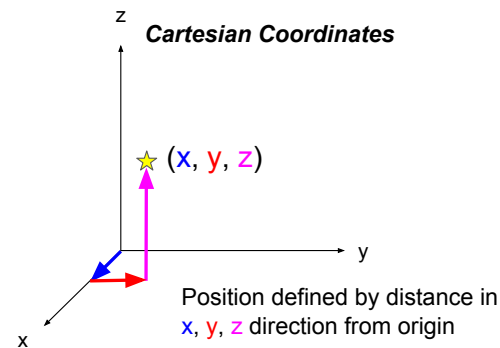 z
Cartesian Coordinates
(x, y, z)
y
Position defined by distance in
x, y, z direction from origin
x